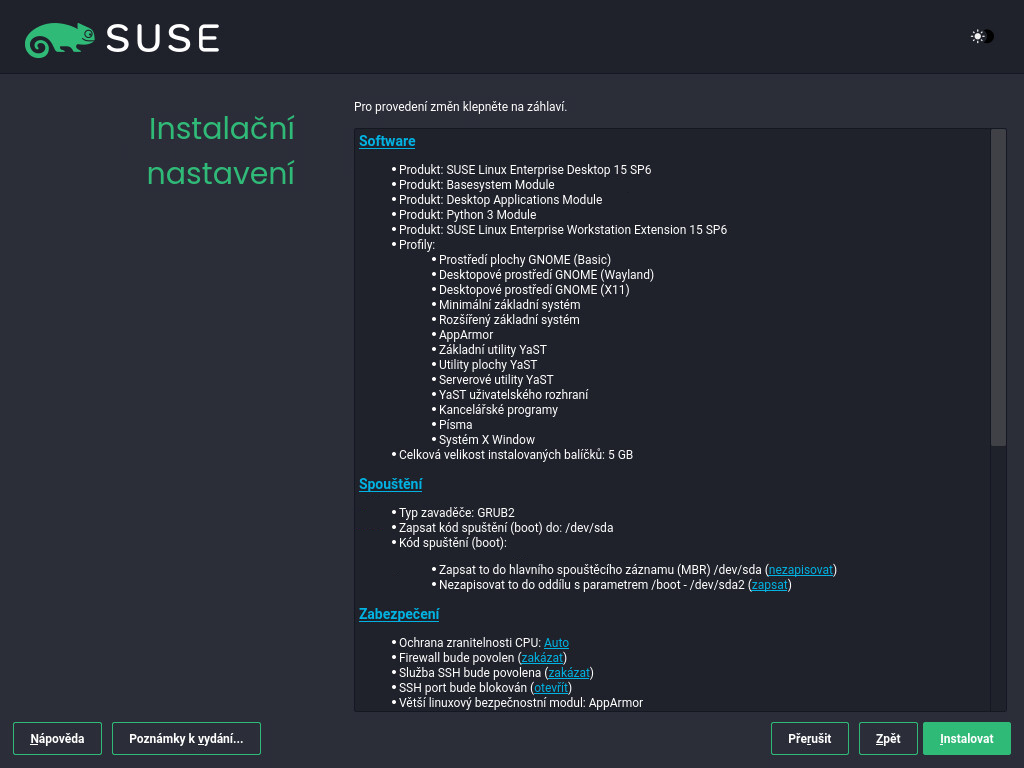 SUSE
Instalační
nastavení
Pro provedení změn klepněte na záhlaví.
Software
Produkt: SUSE Linux Enterprise Desktop 15 SP6
Produkt: Basesystem Module
Produkt: Desktop Applications Module
Produkt: Python 3 Module
Produkt: SUSE Linux Enterprise Workstation Extension 15 SP6
Profily:
Prostředí plochy GNOME (Basic)
Desktopové prostředí GNOME (Wayland)
Desktopové prostředí GNOME (X11)
Minimální základní systém
Rozšířený základní systém
AppArmor
Základní utility YaST
Utility plochy YaST
Serverové utility YaST
YaST uživatelského rozhraní
Kancelářské programy
Písma
Systém X Window
Celková velikost instalovaných balíčků: 5 GB
Spouštění
Typ zavaděče: GRUB2
Zapsat kód spuštění (boot) do: /dev/sda
Kód spuštění (boot):
Zapsat to do hlavního spouštěcího záznamu (MBR) /dev/sda (nezapisovat)
Nezapisovat to do oddílu s parametrem /boot - /dev/sda2 (zapsat)
Zabezpečení
Ochrana zranitelnosti CPU: Auto
Firewall bude povolen (zakázat)
Služba SSH bude povolena (zakázat)
SSH port bude blokován (otevřít)
Větší linuxový bezpečnostní modul: AppArmor
Nápověda
Poznámky k vydání...
Přerušit
Zpět
Instalovat